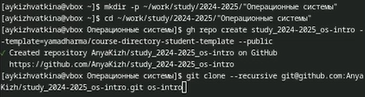 [aykizhvatkina@vbox ~]$ mkdir -p ~/work/study/2024-2025/"Операционные системы"
[aykizhvatkina@vbox ~]$ cd ~/work/study/2024-2025/"Операционные системы"
[aykizhvatkina@vbox Операционные системы]$ gh repo create study_2024-2025_os-intro -
-template=yamadharma/course-directory-student-template --public
✓ Created repository AnyaKizh/study_2024-2025_os-intro on GitHub
https://github.com/AnyaKizh/study_2024-2025_os-intro
[aykizhvatkina@vbox Операционные системы]$ git clone --recursive git@github.com:Anya
Kizh/study_2024-2025_os-intro.git os-intro